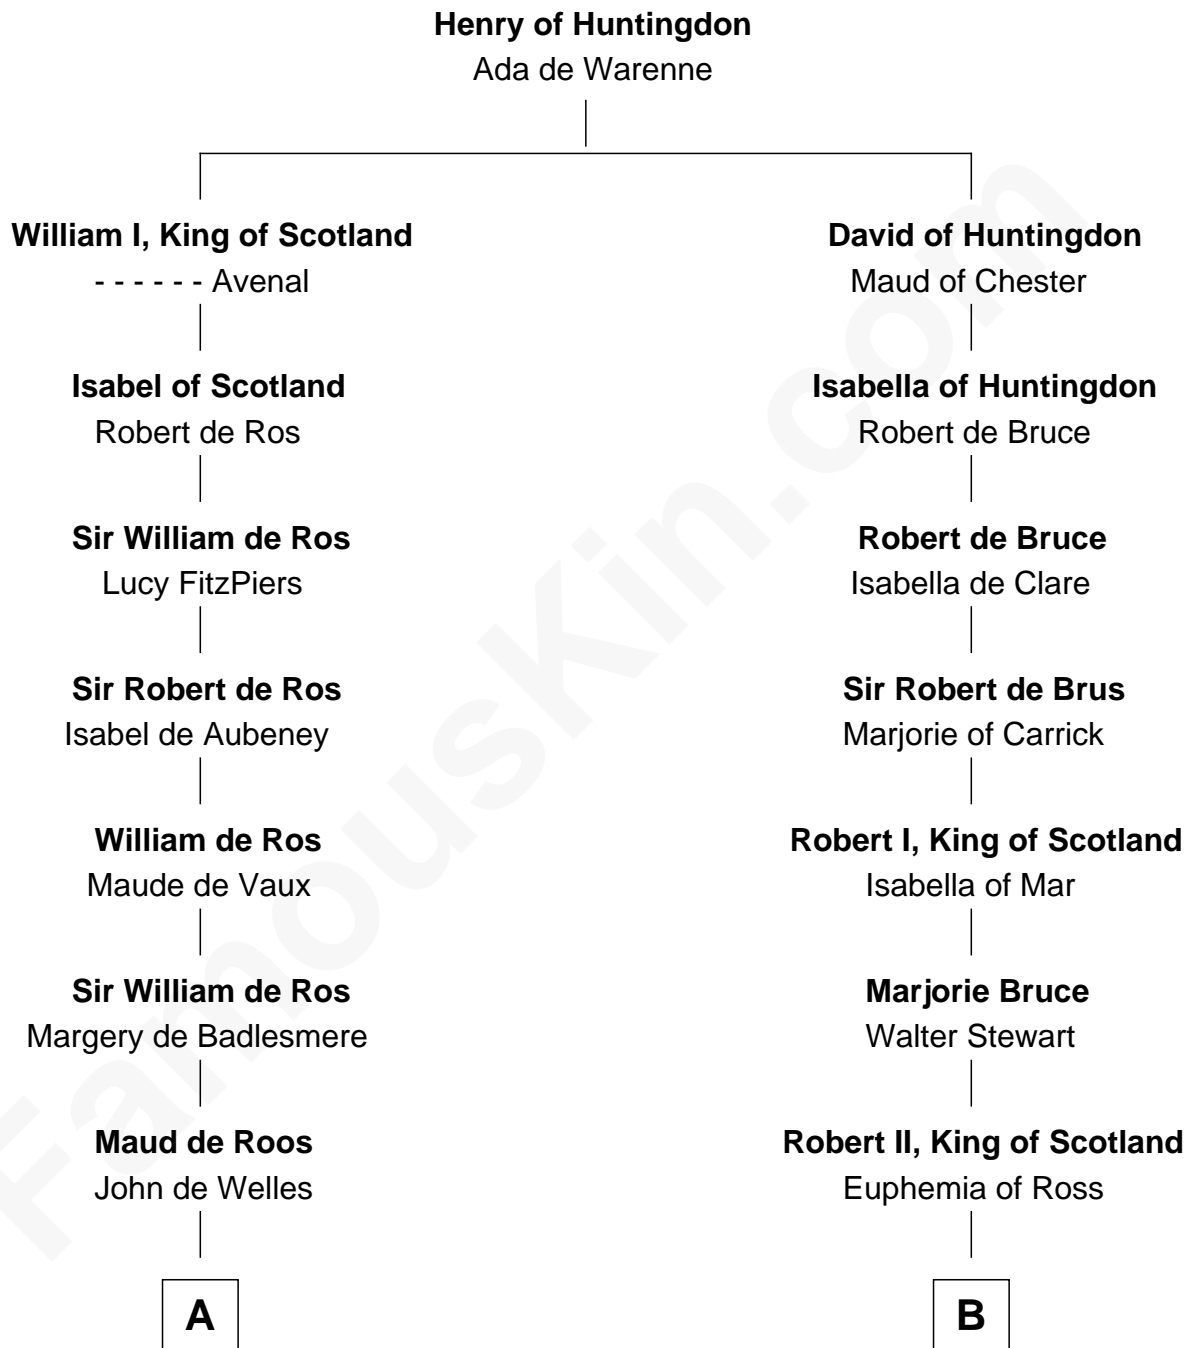 Henry of Huntingdon
Ada de Warenne
William I, King of Scotland
- - - - - - Avenal
Isabel of Scotland
Robert de Ros
Sir William de Ros
Lucy FitzPiers
Sir Robert de Ros
Isabel de Aubeney
William de Ros
Maude de Vaux
Sir William de Ros
Margery de Badlesmere
Maud de Roos
John de Welles
A
David of Huntingdon
Maud of Chester
Isabella of Huntingdon
Robert de Bruce
Robert de Bruce
Isabella de Clare
Sir Robert de Brus
Marjorie of Carrick
Robert I, King of Scotland
Isabella of Mar
Marjorie Bruce
Walter Stewart
Robert II, King of Scotland
Euphemia of Ross
B
FamousKin.com